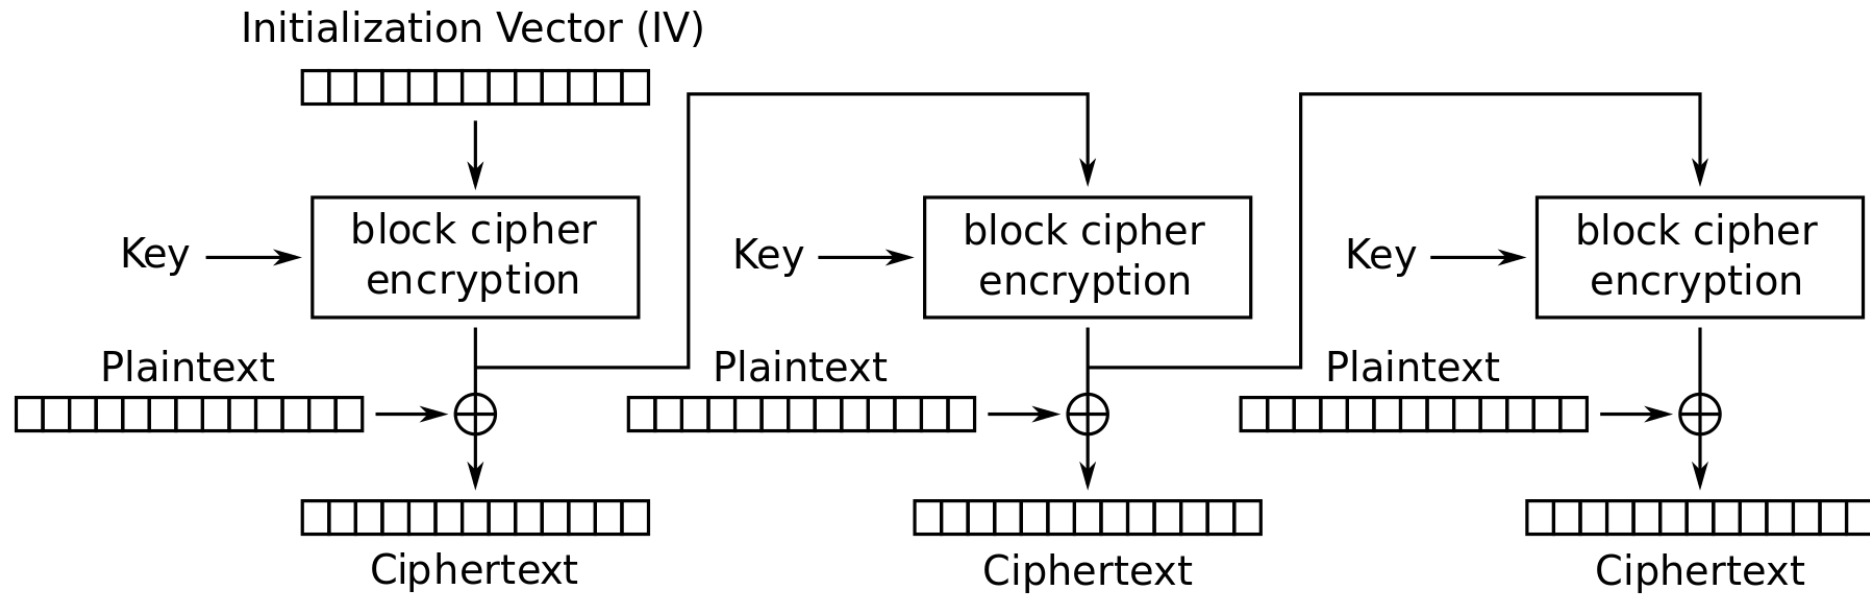 Initialization Vector (IV)
block cipher
encryption
Key
block cipher
encryption
Key
block cipher
encryption
Key
Plaintext
Plaintext
Plaintext
Ciphertext
Ciphertext
Ciphertext